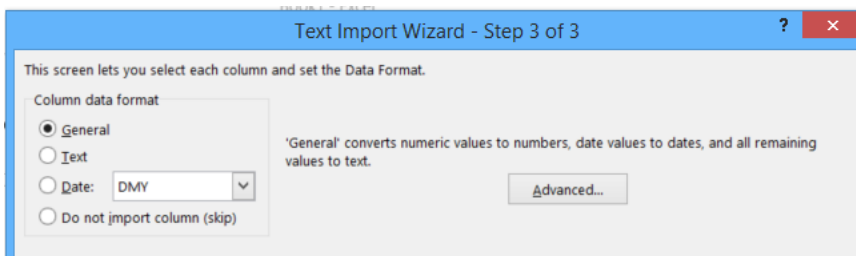 Text Import Wizard - Step 3 of 3
?
This screen lets you select each column and set the Data Format.
Column data format
General
Text
Date: DMY
Do not import column (skip)
'General' converts numeric values to numbers, date values to dates, and all remaining
values to text.
Advanced...